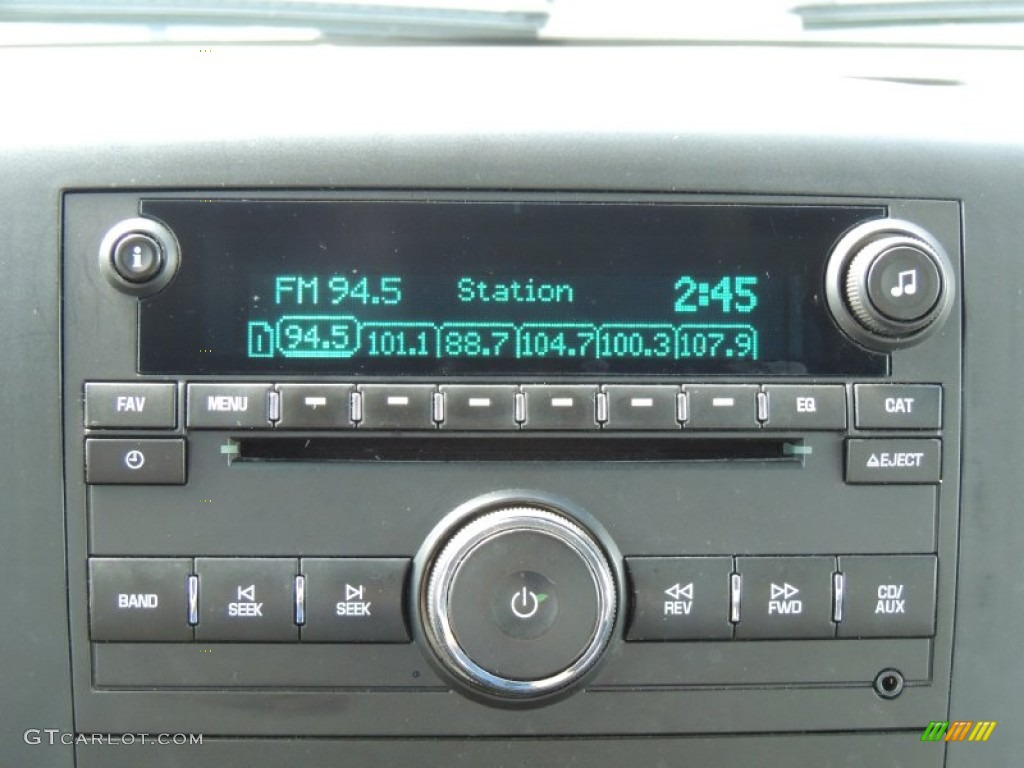 i
FM 94.5 Station 2:45
1 94.5 101.1 88.7 104.7 100.3 107.9
FAV MENU EQ CAT
EJECT
BAND SEEK SEEK REV FWD CD/
AUX
GTCARLOT.COM